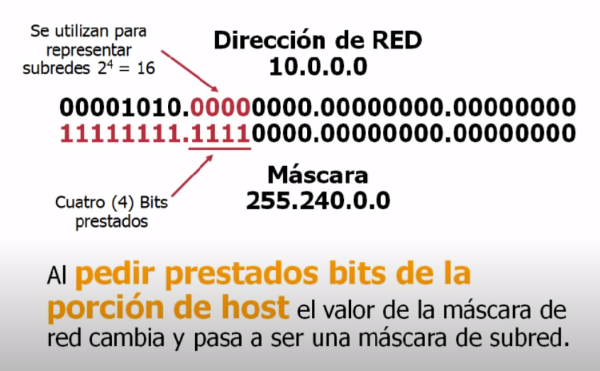 Se utilizan para
representar
subredes 2⁴ = 16
Dirección de RED
10.0.0.0
00001010.00000000.00000000.00000000
11111111.11110000.00000000.00000000
Cuatro (4) Bits
prestados
Máscara
255.240.0.0
Al pedir prestados bits de la
porción de host el valor de la máscara de
red cambia y pasa a ser una máscara de subred.